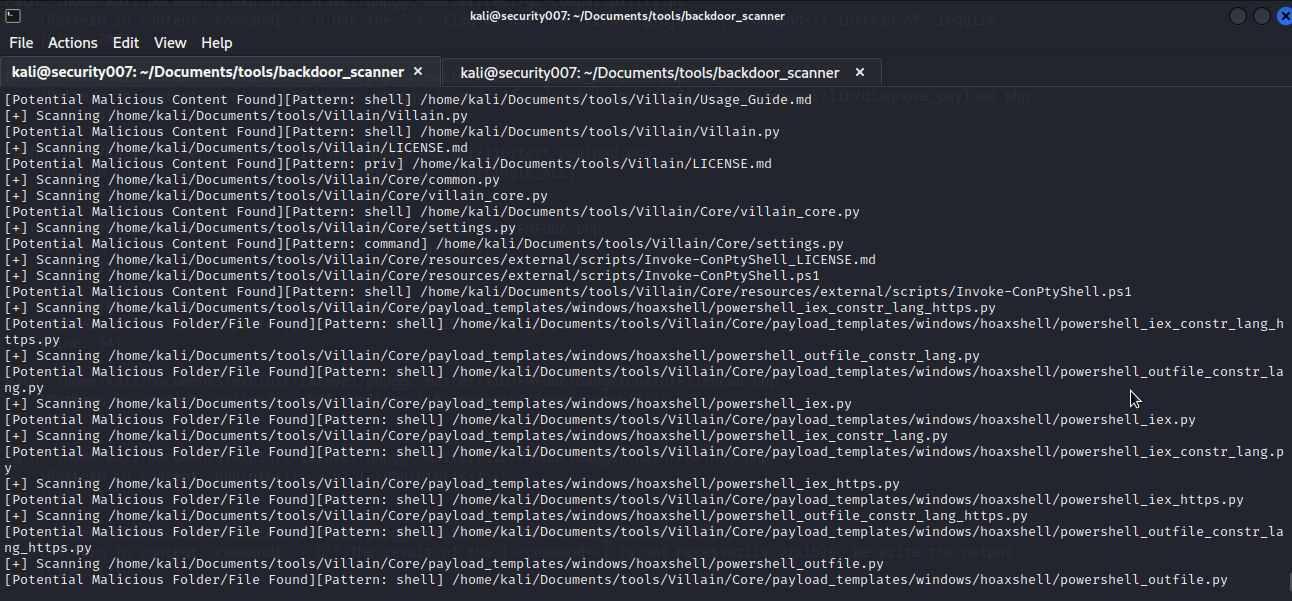 kali@security007: ~/Documents/tools/backdoor_scanner
File Actions Edit View Help
kali@security007: ~/Documents/tools/backdoor_scanner × kali@security007: ~/Documents/tools/backdoor_scanner ×
[Potential Malicious Content Found][Pattern: shell] /home/kali/Documents/tools/Villain/Usage_Guide.md
[+] Scanning /home/kali/Documents/tools/Villain/Villain.py
[Potential Malicious Content Found][Pattern: shell] /home/kali/Documents/tools/Villain/Villain.py
[+] Scanning /home/kali/Documents/tools/Villain/LICENSE.md
[Potential Malicious Content Found][Pattern: priv] /home/kali/Documents/tools/Villain/LICENSE.md
[+] Scanning /home/kali/Documents/tools/Villain/Core/common.py
[+] Scanning /home/kali/Documents/tools/Villain/Core/villain_core.py
[Potential Malicious Content Found][Pattern: shell] /home/kali/Documents/tools/Villain/Core/villain_core.py
[+] Scanning /home/kali/Documents/tools/Villain/Core/settings.py
[Potential Malicious Content Found][Pattern: command] /home/kali/Documents/tools/Villain/Core/settings.py
[+] Scanning /home/kali/Documents/tools/Villain/Core/resources/external/scripts/Invoke-ConPtyShell_LICENSE.md
[+] Scanning /home/kali/Documents/tools/Villain/Core/resources/external/scripts/Invoke-ConPtyShell.ps1
[Potential Malicious Content Found][Pattern: shell] /home/kali/Documents/tools/Villain/Core/resources/external/scripts/Invoke-ConPtyShell.ps1
[+] Scanning /home/kali/Documents/tools/Villain/Core/payload_templates/windows/hoaxshell/powershell_iex_constr_lang_https.py
[Potential Malicious Folder/File Found][Pattern: shell] /home/kali/Documents/tools/Villain/Core/payload_templates/windows/hoaxshell/powershell_iex_constr_lang_h
ttps.py
[+] Scanning /home/kali/Documents/tools/Villain/Core/payload_templates/windows/hoaxshell/powershell_outfile_constr_lang.py
[Potential Malicious Folder/File Found][Pattern: shell] /home/kali/Documents/tools/Villain/Core/payload_templates/windows/hoaxshell/powershell_outfile_constr_la
ng.py
[+] Scanning /home/kali/Documents/tools/Villain/Core/payload_templates/windows/hoaxshell/powershell_iex.py
[Potential Malicious Folder/File Found][Pattern: shell] /home/kali/Documents/tools/Villain/Core/payload_templates/windows/hoaxshell/powershell_iex.py
[+] Scanning /home/kali/Documents/tools/Villain/Core/payload_templates/windows/hoaxshell/powershell_iex_constr_lang.py
[Potential Malicious Folder/File Found][Pattern: shell] /home/kali/Documents/tools/Villain/Core/payload_templates/windows/hoaxshell/powershell_iex_constr_lang.p
y
[+] Scanning /home/kali/Documents/tools/Villain/Core/payload_templates/windows/hoaxshell/powershell_iex_https.py
[Potential Malicious Folder/File Found][Pattern: shell] /home/kali/Documents/tools/Villain/Core/payload_templates/windows/hoaxshell/powershell_iex_https.py
[+] Scanning /home/kali/Documents/tools/Villain/Core/payload_templates/windows/hoaxshell/powershell_outfile_constr_lang_https.py
[Potential Malicious Folder/File Found][Pattern: shell] /home/kali/Documents/tools/Villain/Core/payload_templates/windows/hoaxshell/powershell_outfile_constr_la
ng_https.py
[+] Scanning /home/kali/Documents/tools/Villain/Core/payload_templates/windows/hoaxshell/powershell_outfile.py
[Potential Malicious Folder/File Found][Pattern: shell] /home/kali/Documents/tools/Villain/Core/payload_templates/windows/hoaxshell/powershell_outfile.py